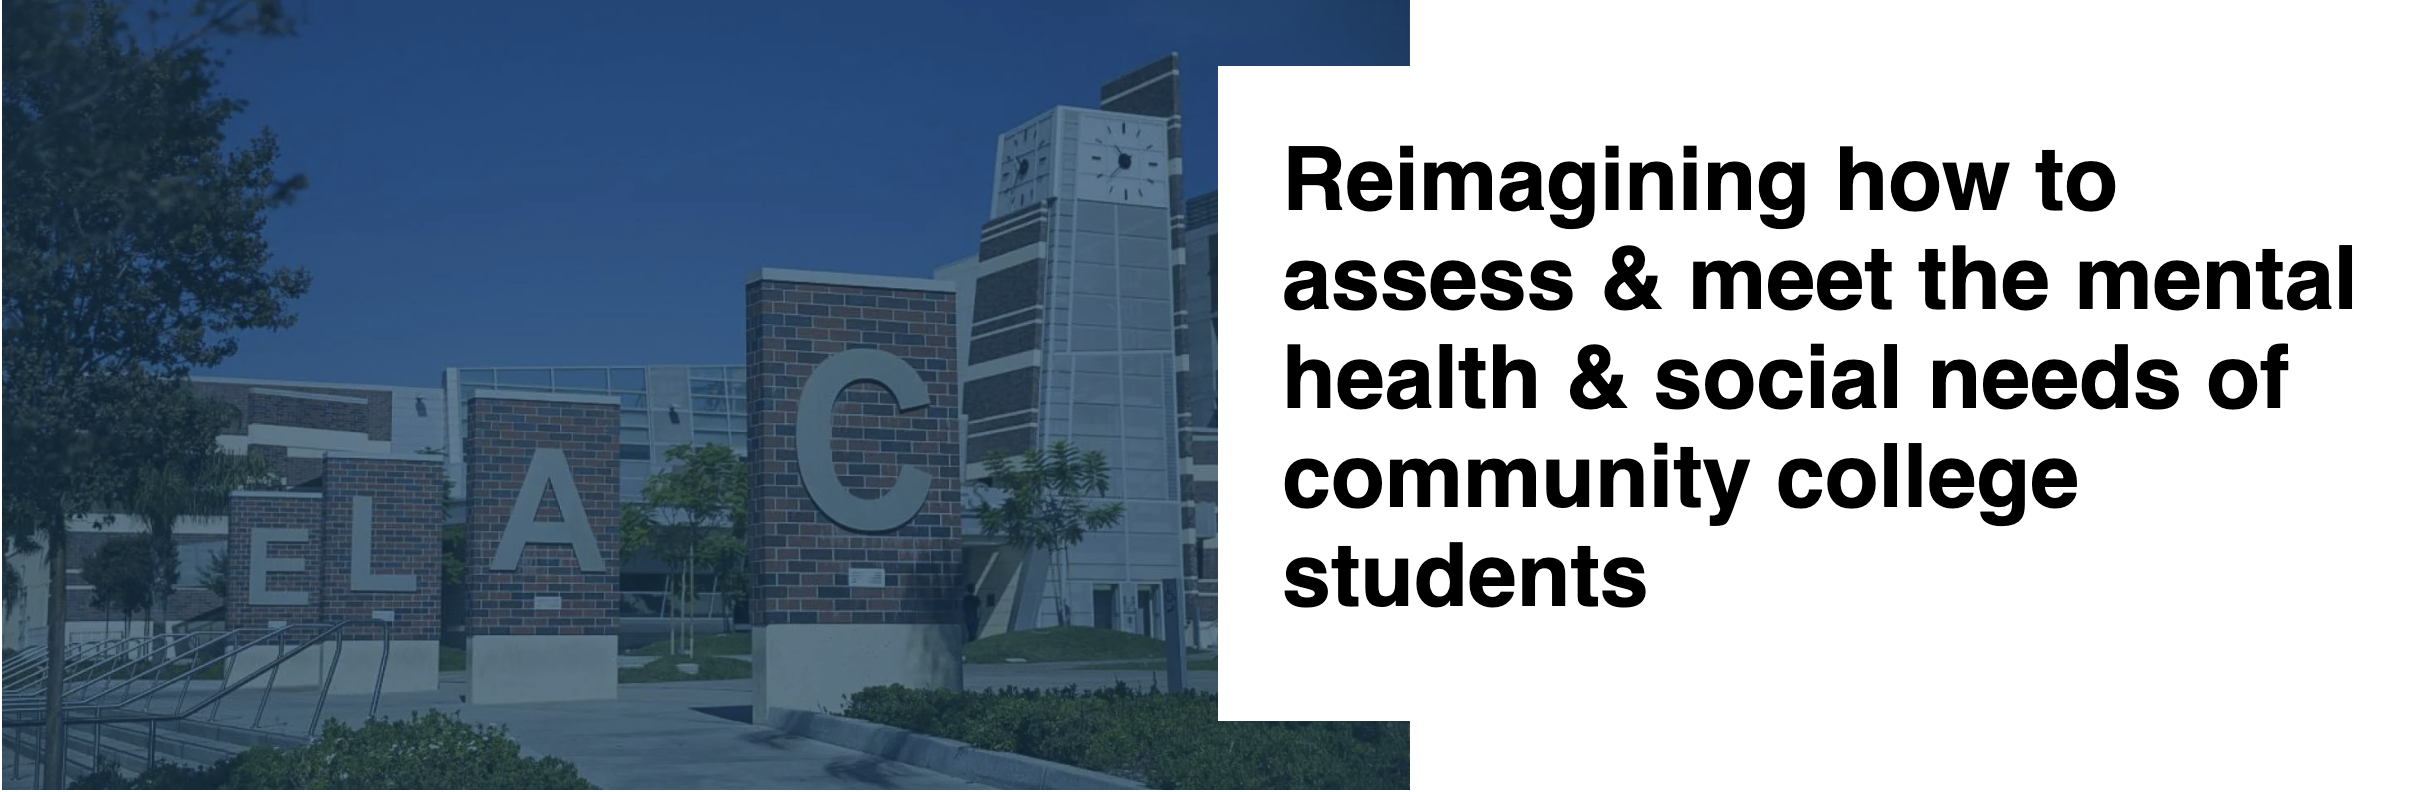 E L A C
Reimagining how to
assess & meet the mental
health & social needs of
community college
students